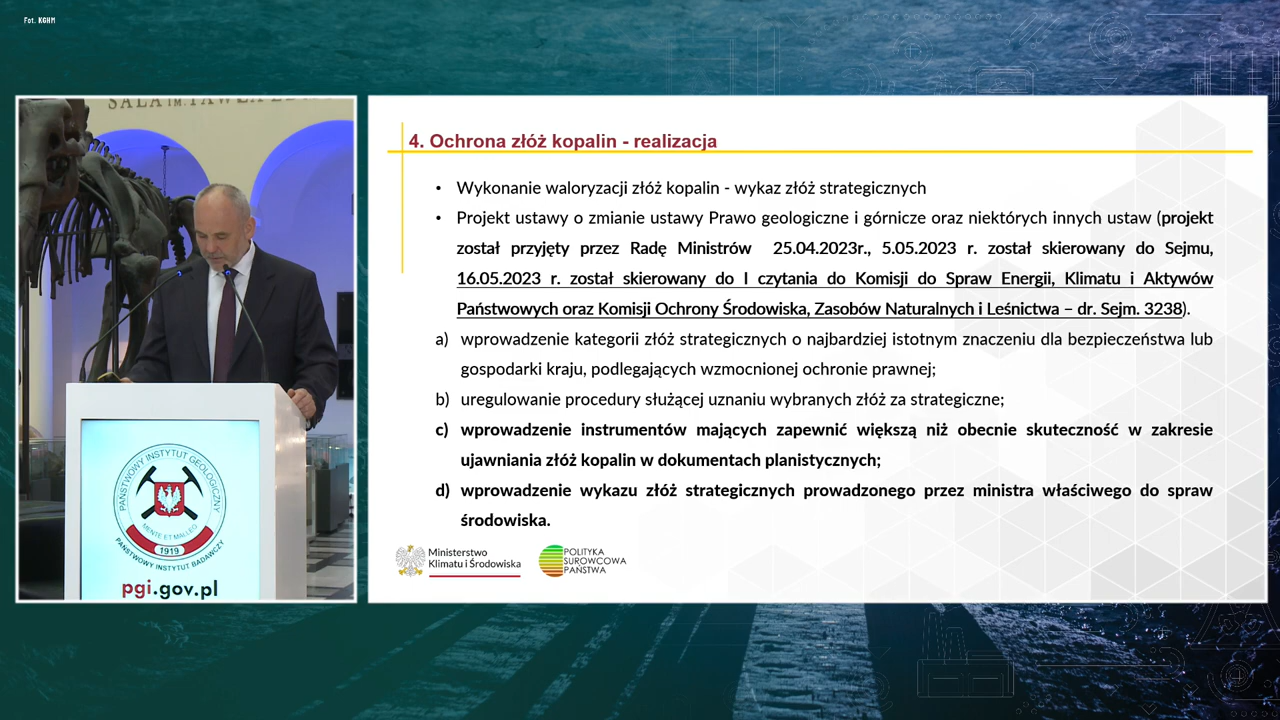 Fot. KGHM
SALA IM. PAWŁA
4. Ochrona złóż kopalin - realizacja
• Wykonanie waloryzacji złóż kopalin - wykaz złóż strategicznych
• Projekt ustawy o zmianie ustawy Prawo geologiczne i górnicze oraz niektórych innych ustaw (projekt
został przyjęty przez Radę Ministrów 25.04.2023r., 5.05.2023 r. został skierowany do Sejmu,
16.05.2023 r. został skierowany do I czytania do Komisji do Spraw Energii, Klimatu i Aktywów
Państwowych oraz Komisji Ochrony Środowiska, Zasobów Naturalnych i Leśnictwa – dr. Sejm. 3238).
a) wprowadzenie kategorii złóż strategicznych o najbardziej istotnym znaczeniu dla bezpieczeństwa lub
gospodarki kraju, podlegających wzmocnionej ochronie prawnej;
b) uregulowanie procedury służącej uznaniu wybranych złóż za strategiczne;
c) wprowadzenie instrumentów mających zapewnić większą niż obecnie skuteczność w zakresie
ujawniania złóż kopalin w dokumentach planistycznych;
d) wprowadzenie wykazu złóż strategicznych prowadzonego przez ministra właściwego do spraw
środowiska.
Ministerstwo
Klimatu i Środowiska
POLITYKA
SUROWCOWA
PAŃSTWA
PAŃSTWOWY INSTYTUT GEOLOGICZNY
MENTE ET MALLEO
1919
PAŃSTWOWY INSTYTUT BADAWCZY
pgi.gov.pl